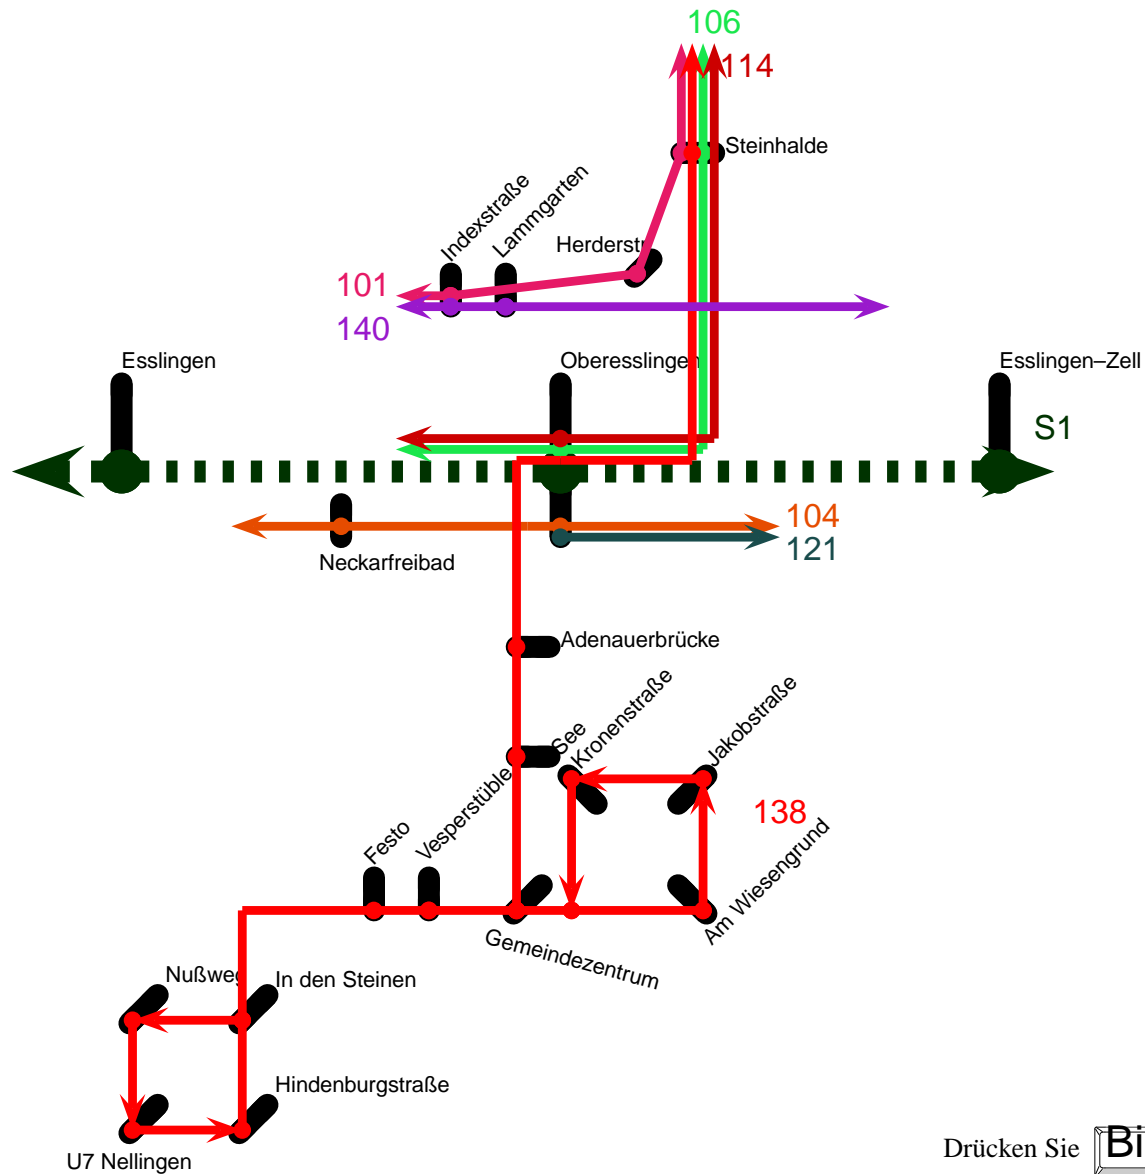 106
114
Steinhalde
Indexstraße
Lammgarten
Herderstr
101
140
Esslingen
Oberesslingen
Esslingen–Zell
S1
104
121
Neckarfreibad
Adenauerbrücke
See
Kronenstraße
Jakobstraße
138
Festo
Vesperstüble
Am Wiesengrund
Gemeindezentrum
Nußweg
In den Steinen
Hindenburgstraße
U7 Nellingen
Drücken Sie Bi